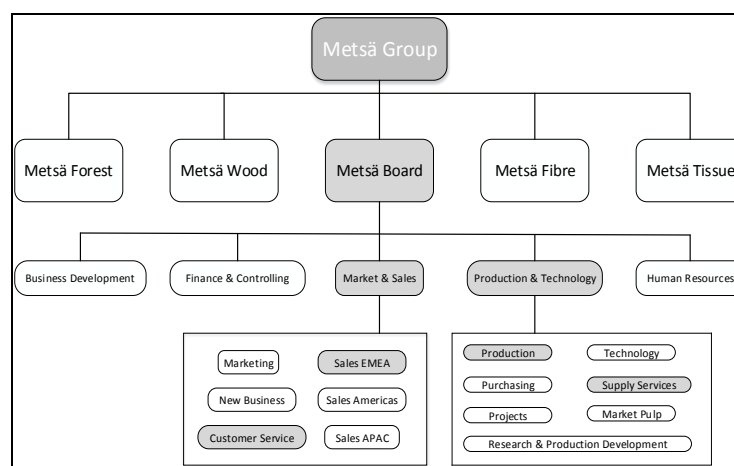 Metsä Group
Metsä Forest
Metsä Wood
Metsä Board
Metsä Fibre
Metsä Tissue
Business Development
Finance & Controlling
Market & Sales
Production & Technology
Human Resources
Marketing
Sales EMEA
New Business
Sales Americas
Customer Service
Sales APAC
Production
Technology
Purchasing
Supply Services
Projects
Market Pulp
Research & Production Development